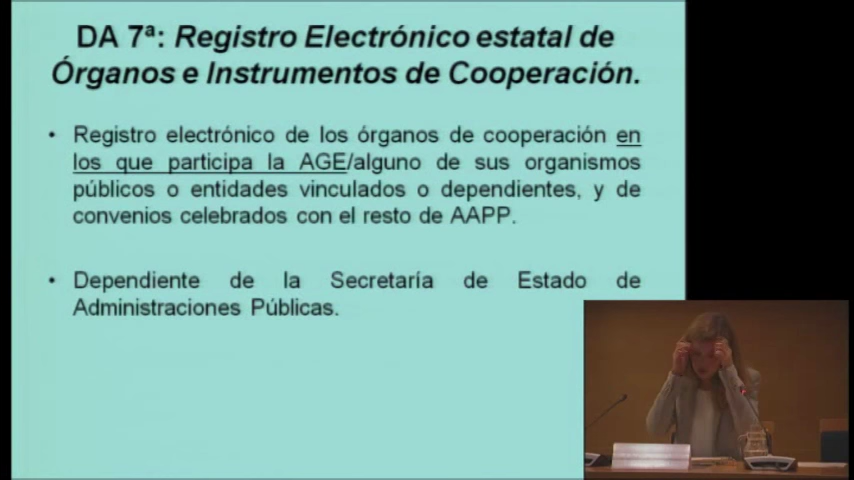 DA 7ª: Registro Electrónico estatal de
Órganos e Instrumentos de Cooperación.
• Registro electrónico de los órganos de cooperación en
los que participa la AGE/alguno de sus organismos
públicos o entidades vinculados o dependientes, y de
convenios celebrados con el resto de AAPP.
• Dependiente de la Secretaría de Estado de
Administraciones Públicas.